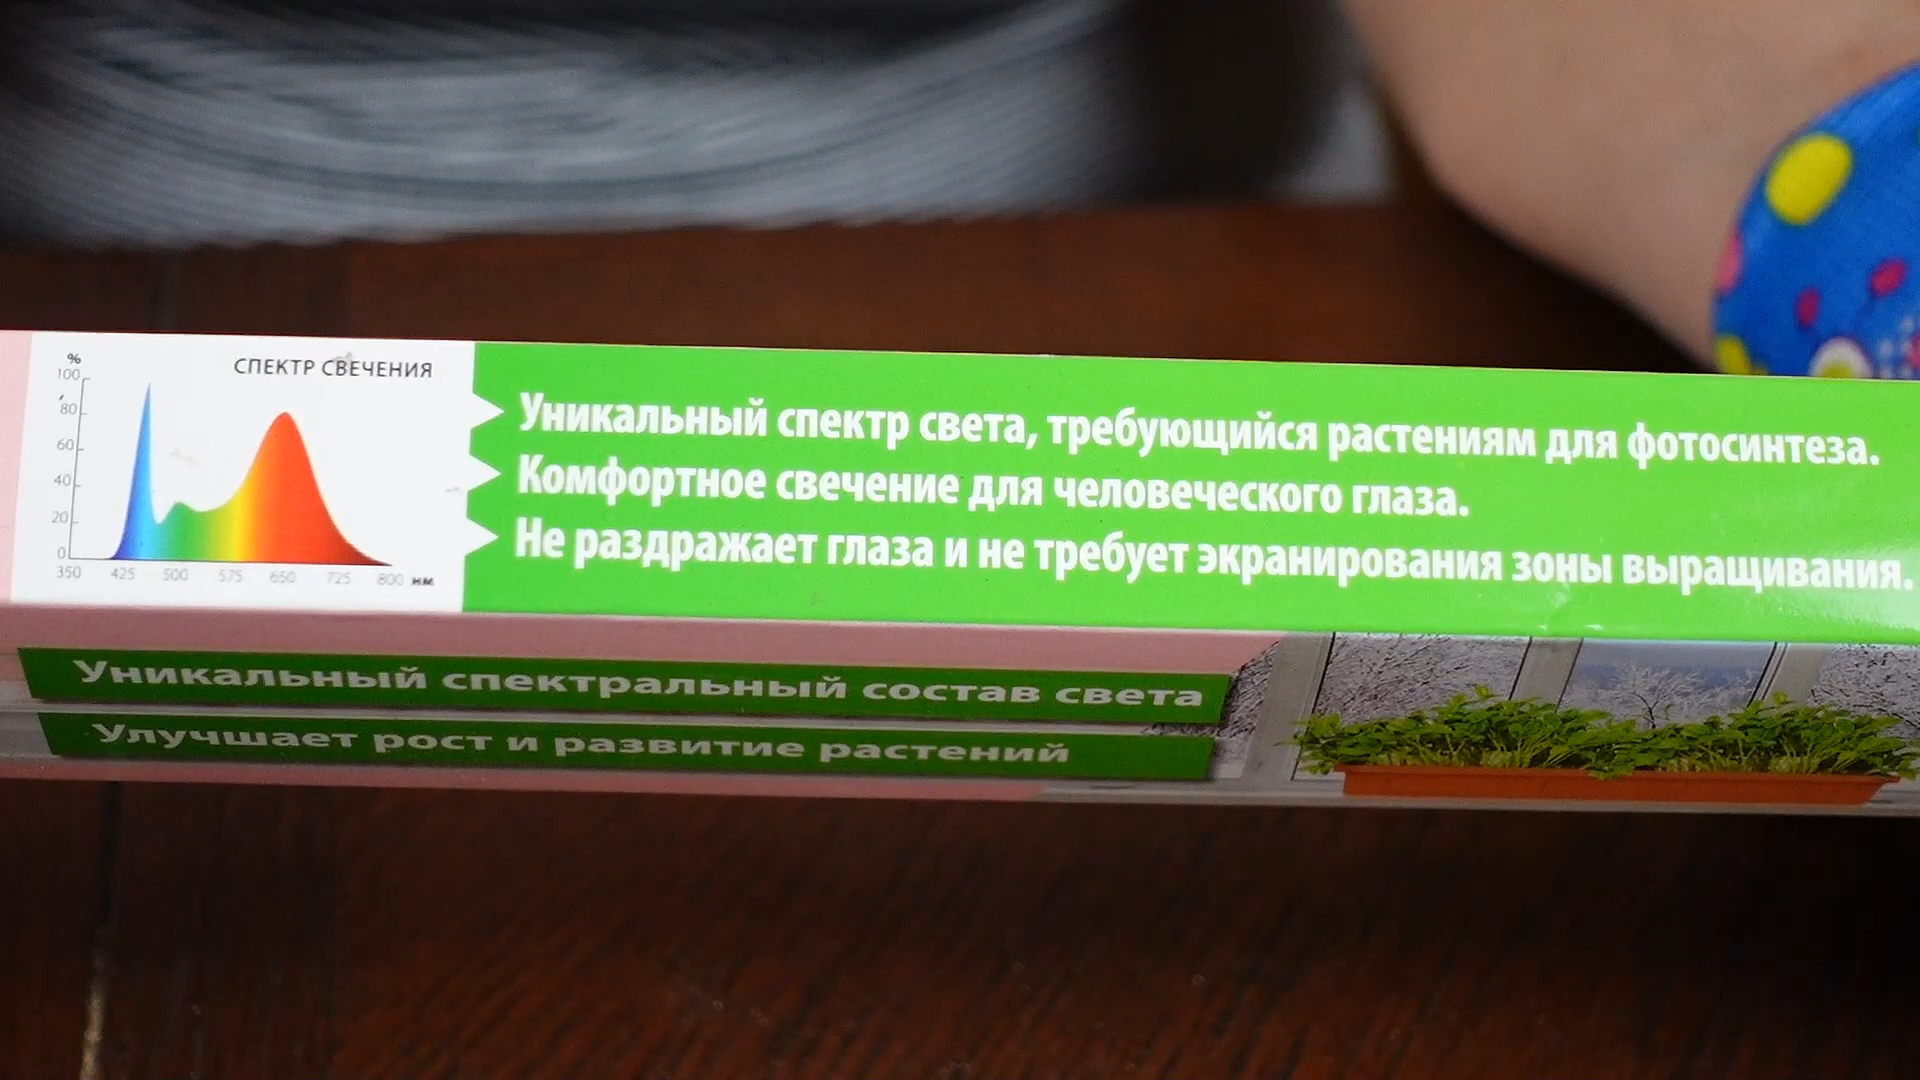 СПЕКТР СВЕЧЕНИЯ
%
100
80
60
40
20
0
350 425 500 575 650 725 800 нм
Уникальный спектр света, требующийся растениям для фотосинтеза.
Комфортное свечение для человеческого глаза.
Не раздражает глаза и не требует экранирования зоны выращивания.
Уникальный спектральный состав света
Улучшает рост и развитие растений